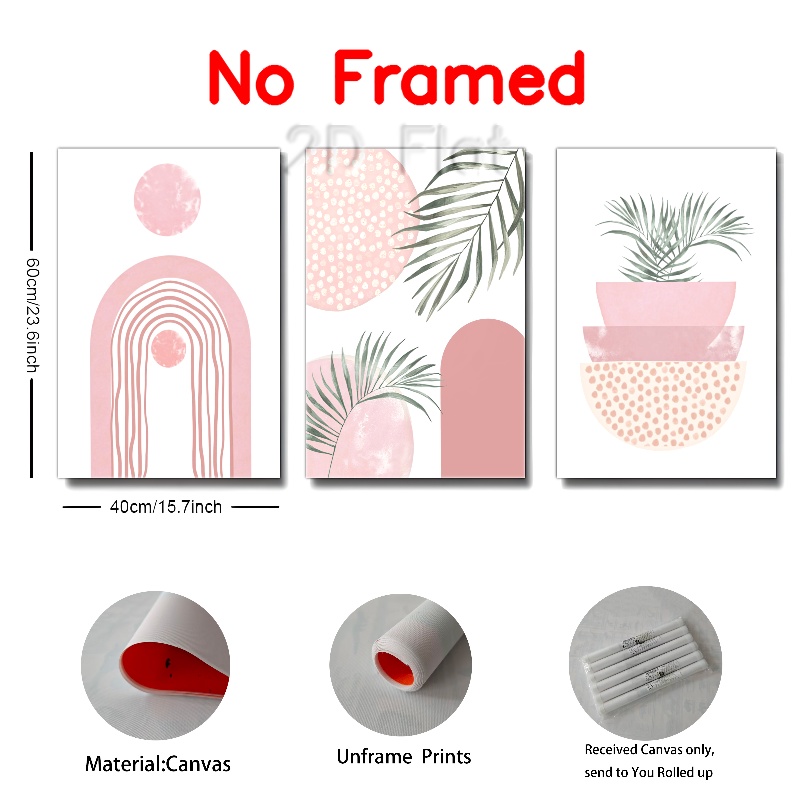 No Framed
2D Flat
60cm/23.6inch
40cm/15.7inch
Material:Canvas
Unframe Prints
Received Canvas only,
send to You Rolled up